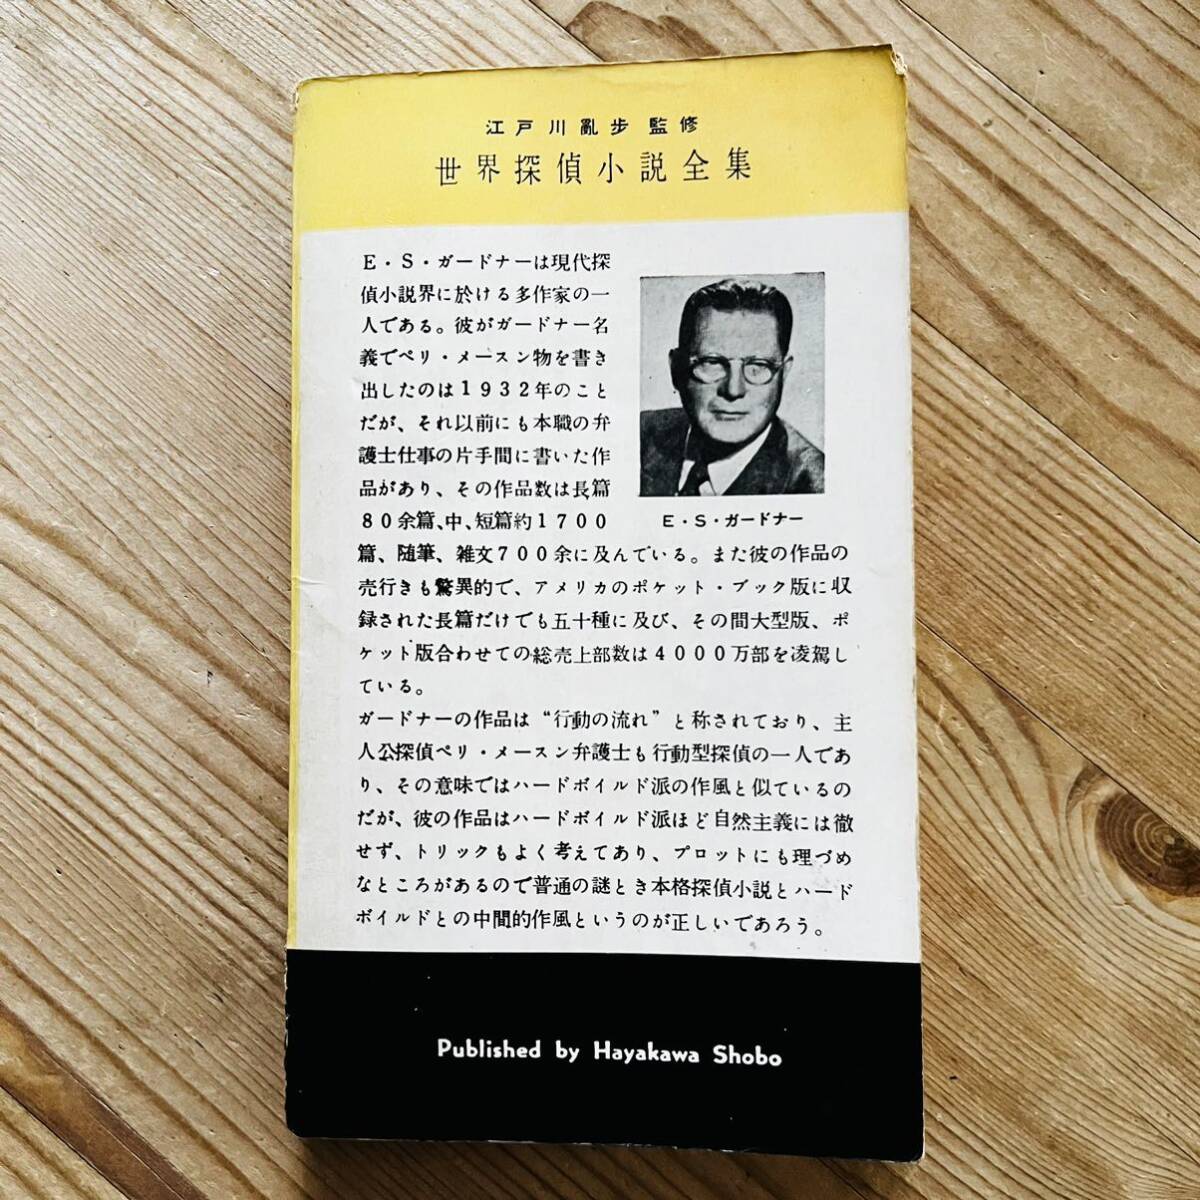 江戸川亂歩 監修
世界探偵小説全集
E・S・ガードナーは現代探
偵小説界に於ける多作家の一
人である。彼がガードナー名
義でペリ・メースン物を書き
出したのは1932年のこと
だが、それ以前にも本職の弁
護士仕事の片手間に書いた作
品があり、その作品数は長篇
80余篇、中、短篇約1700
E・S・ガードナー
篇、随筆、雑文700余に及んでいる。また彼の作品の
売行きも驚異的で、アメリカのポケット・ブック版に収
録された長篇だけでも五十種に及び、その間大型版、ポ
ケット版合わせての総売上部数は4000万部を凌駕し
ている。
ガードナーの作品は“行動の流れ”と称されており、主
人公探偵ペリ・メースン弁護士も行動型探偵の一人であ
り、その意味ではハードボイルド派の作風と似ているの
だが、彼の作品はハードボイルド派ほど自然主義には徹
せず、トリックもよく考えてあり、プロットにも理づめ
なところがあるので普通の謎とき本格探偵小説とハード
ボイルドとの中間的作風というのが正しいであろう。
Published by Hayakawa Shobo